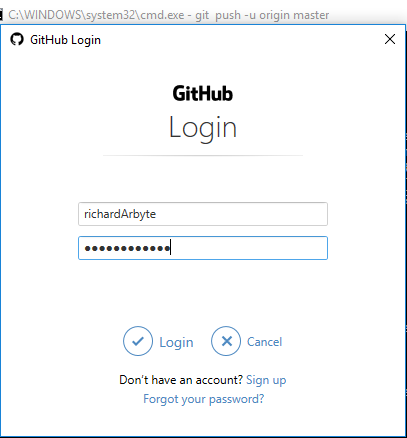 C:\WINDOWS\system32\cmd.exe - git push -u origin master
GitHub Login
GitHub
Login
richardArbyte
●●●●●●●●●●●●
Login
Cancel
Don't have an account? Sign up
Forgot your password?